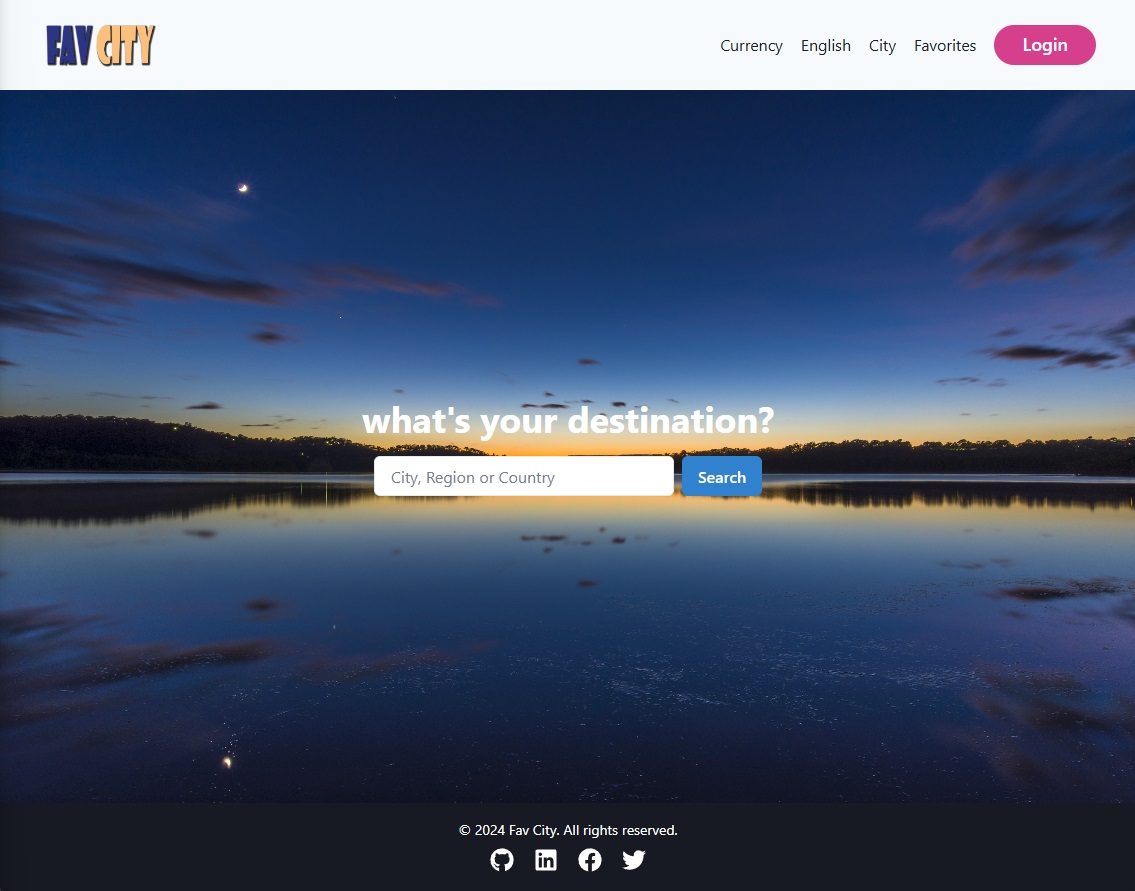 FAV CITY
Currency English City Favorites Login
what's your destination?
City, Region or Country Search
© 2024 Fav City. All rights reserved.
in